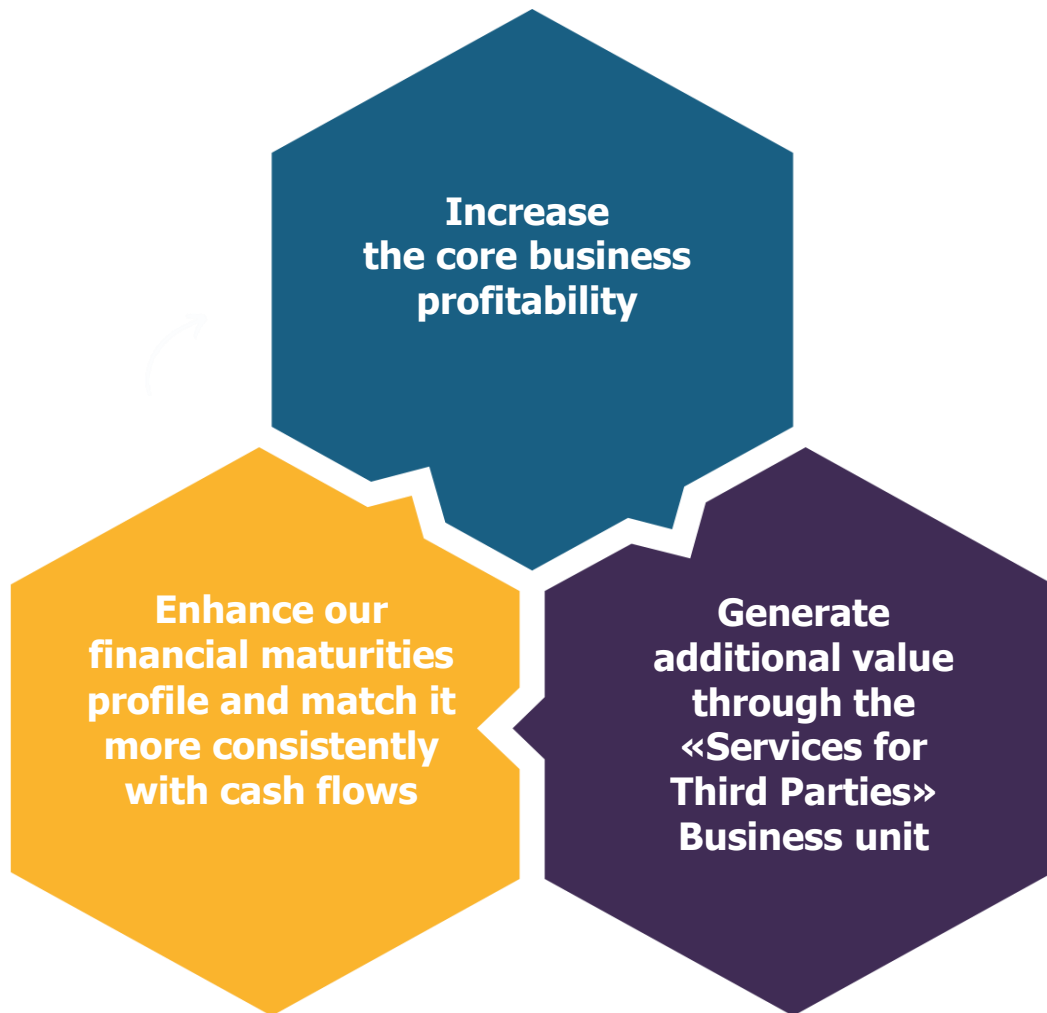 Increase
the core business
profitability
Enhance our
financial maturities
profile and match it
more consistently
with cash flows
Generate
additional value
through the
«Services for
Third Parties»
Business unit